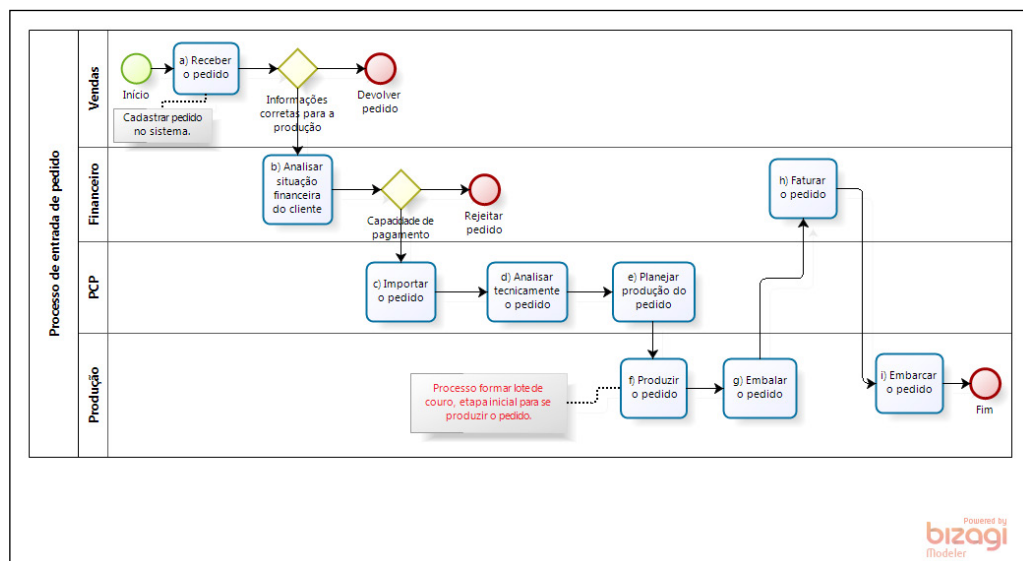 Processo de entrada de pedido
Vendas
Início
a) Receber
o pedido
Cadastrar pedido
no sistema.
Informações
corretas para a
produção
Devolver
pedido
Financeiro
b) Analisar
situação
financeira
do cliente
Capacidade de
pagamento
Rejeitar
pedido
h) Faturar
o pedido
PCP
c) Importar
o pedido
d) Analisar
tecnicamente
o pedido
e) Planejar
produção do
pedido
Produção
Processo formar lote de
couro, etapa inicial para se
produzir o pedido.
f) Produzir
o pedido
g) Embalar
o pedido
i) Embarcar
o pedido
Fim
Powered by
bizagi
Modeler